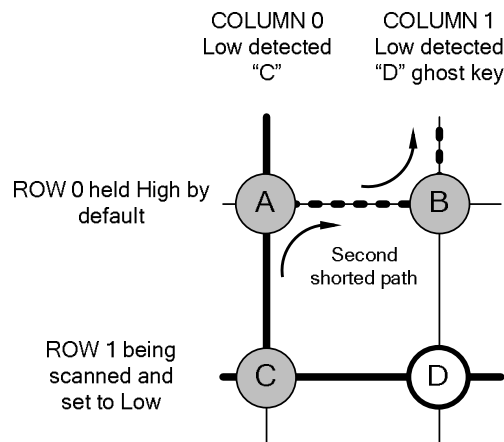 COLUMN 0
Low detected
“C”
COLUMN 1
Low detected
“D” ghost key
ROW 0 held High by
default
A
B
Second
shorted path
ROW 1 being
scanned and
set to Low
C
D